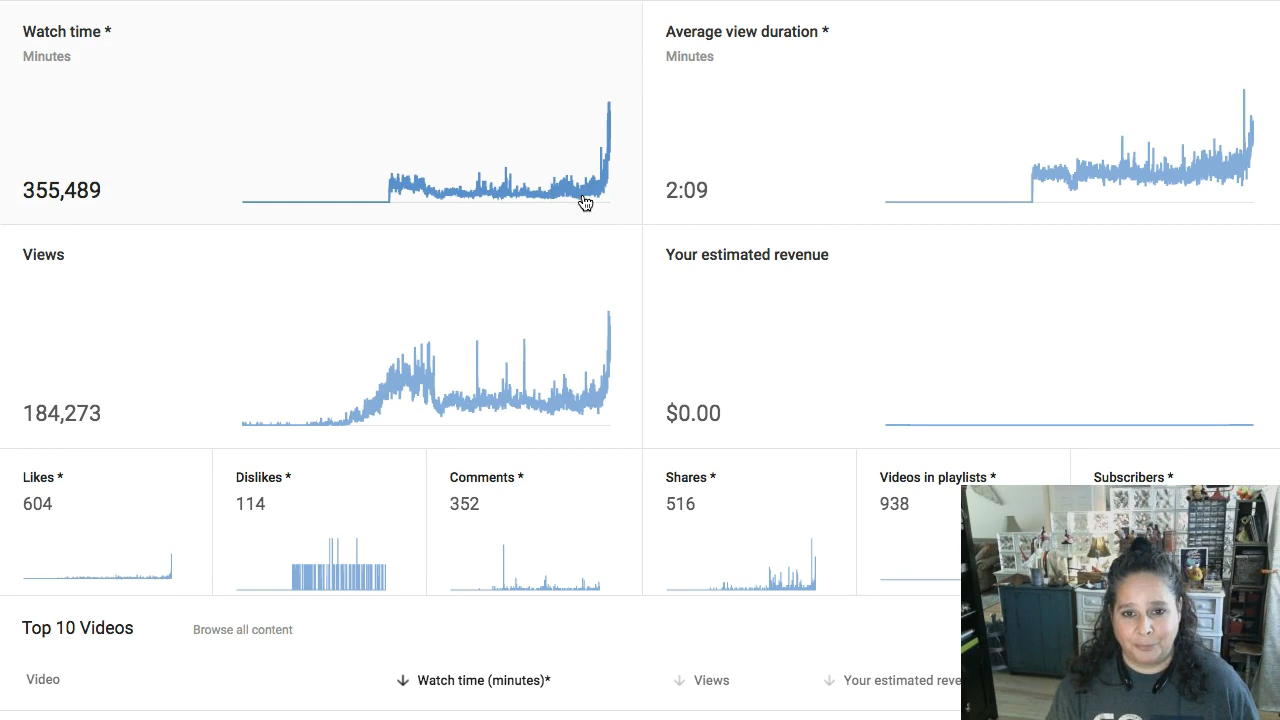 Watch time *
Minutes
355,489
Average view duration *
Minutes
2:09
Views
184,273
Your estimated revenue
$0.00
Likes *
604
Dislikes *
114
Comments *
352
Shares *
516
Videos in playlists *
938
Subscribers *
Top 10 Videos
Browse all content
Video
Watch time (minutes)*
Views
Your estimated reve